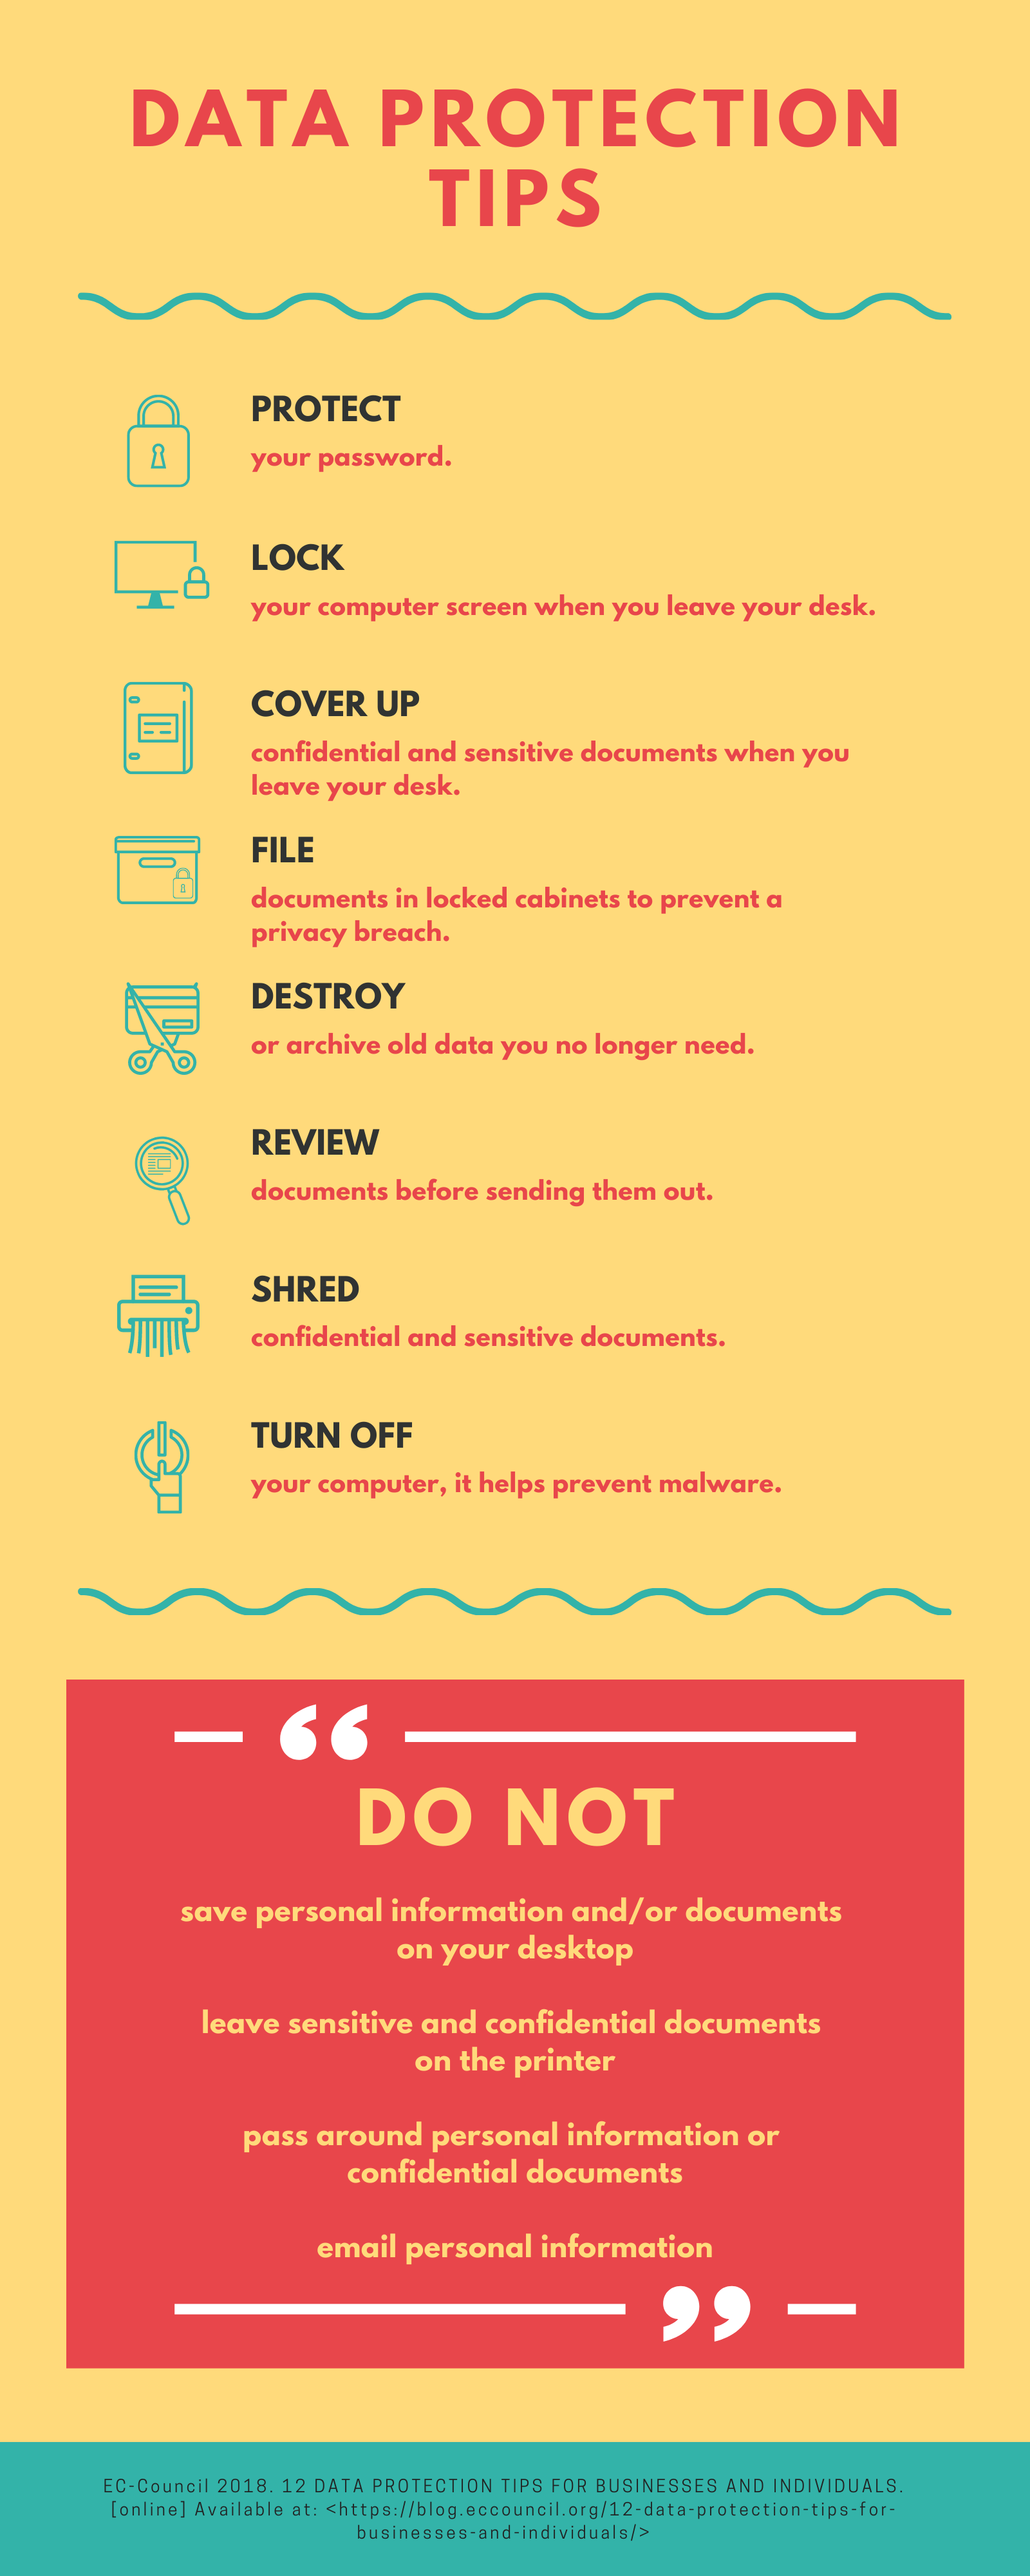 DATA PROTECTION
TIPS
PROTECT
your password.
LOCK
your computer screen when you leave your desk.
COVER UP
confidential and sensitive documents when you
leave your desk.
FILE
documents in locked cabinets to prevent a
privacy breach.
DESTROY
or archive old data you no longer need.
REVIEW
documents before sending them out.
SHRED
confidential and sensitive documents.
TURN OFF
your computer, it helps prevent malware.
“
DO NOT
save personal information and/or documents
on your desktop
leave sensitive and confidential documents
on the printer
pass around personal information or
confidential documents
email personal information
”
EC-Council 2018. 12 DATA PROTECTION TIPS FOR BUSINESSES AND INDIVIDUALS.
[online] Available at: <https://blog.eccouncil.org/12-data-protection-tips-for-
businesses-and-individuals/>